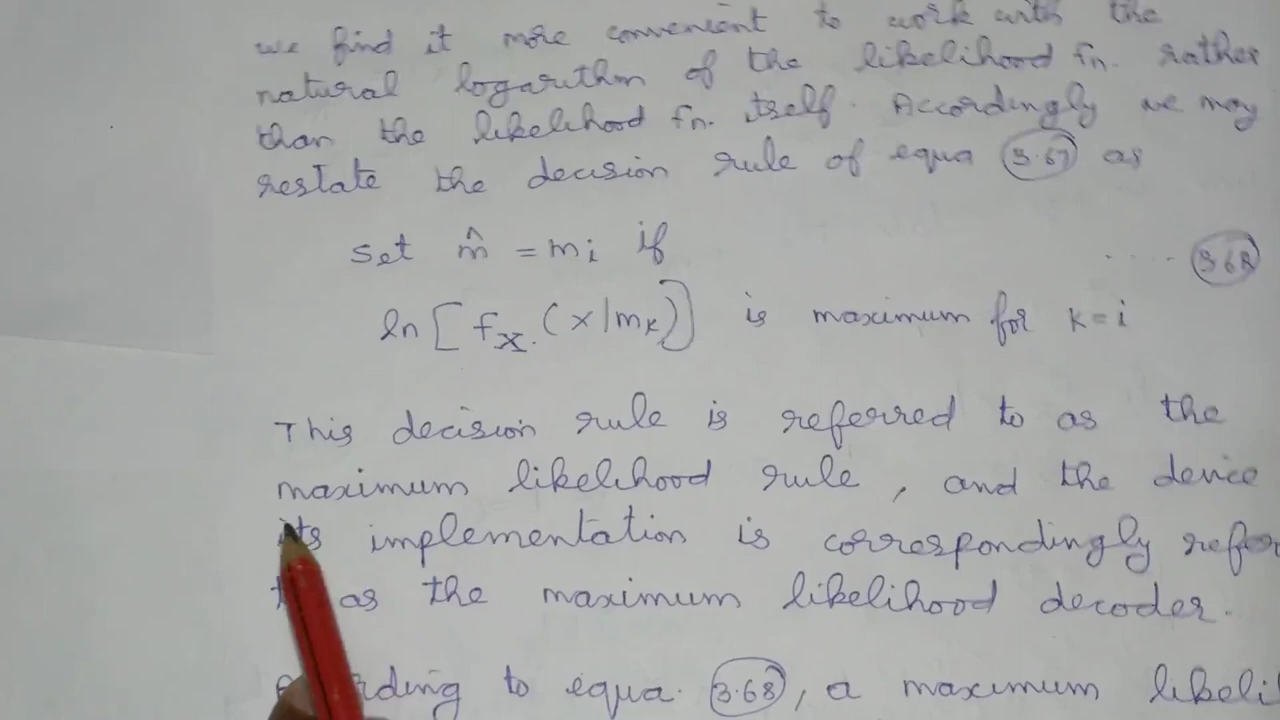 we find it more convenient to work with the
natural logarithm of the likelihood fn. rather
than the likelihood fn. itself. Accordingly we may
restate the decision rule of equa (3.67) as
set m̂ = mi if
..... (3.68)
ln [fX.(x|mk)] is maximum for k=i
This decision rule is referred to as the
maximum likelihood rule, and the device
its implementation is correspondingly refer
as the maximum likelihood decoder.
to equa. (3.68), a maximum likeli